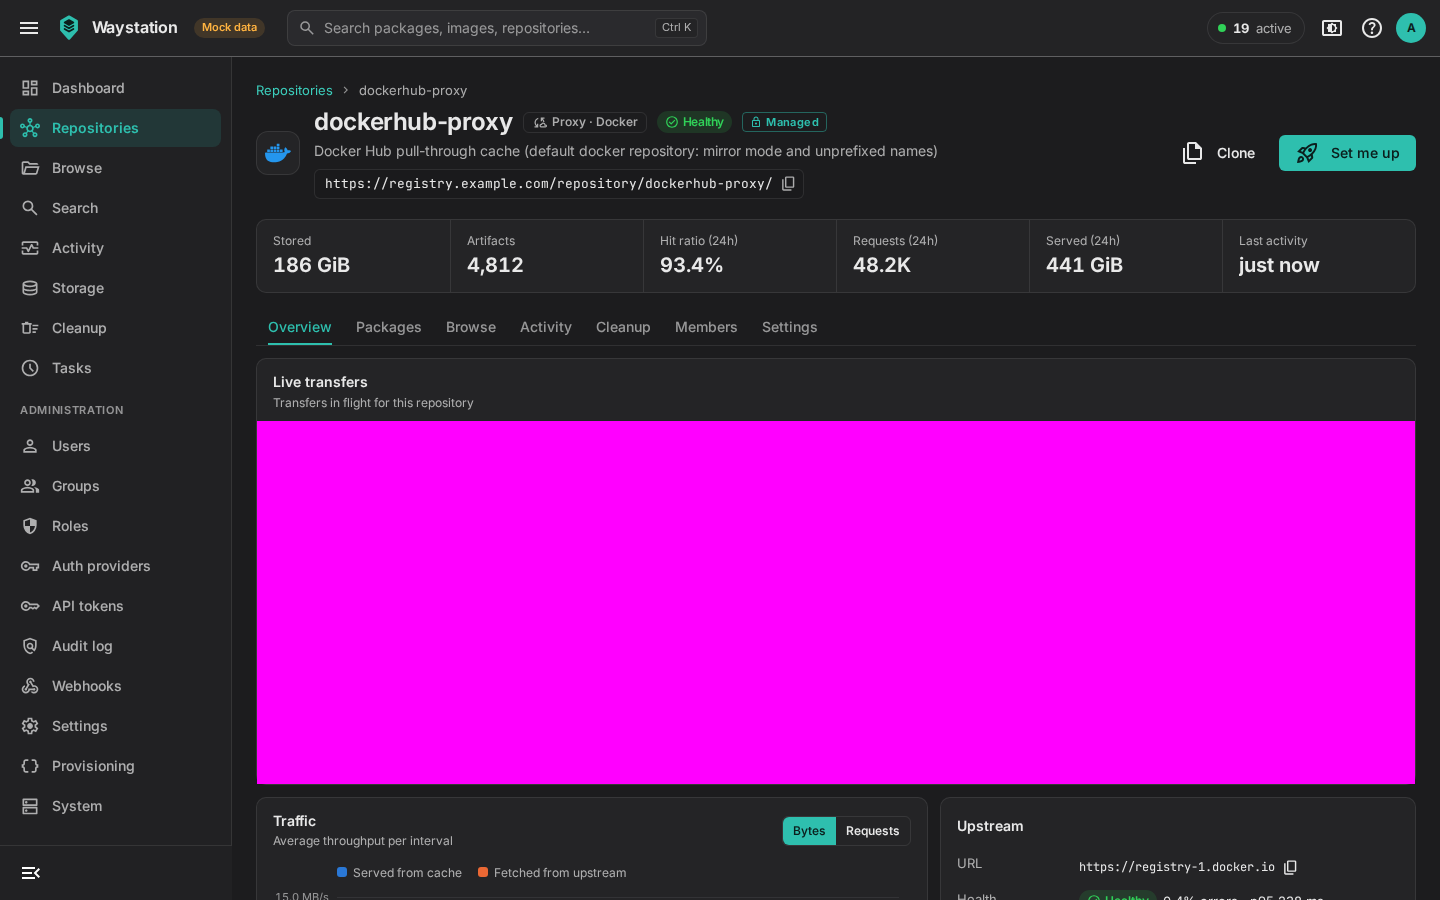 Waystation
Mock data
Search packages, images, repositories...
Ctrl K
19 active
A
Dashboard
Repositories
Browse
Search
Activity
Storage
Cleanup
Tasks
ADMINISTRATION
Users
Groups
Roles
Auth providers
API tokens
Audit log
Webhooks
Settings
Provisioning
System
Repositories > dockerhub-proxy
dockerhub-proxy
Proxy · Docker
Healthy
Managed
Docker Hub pull-through cache (default docker repository: mirror mode and unprefixed names)
https://registry.example.com/repository/dockerhub-proxy/
Clone
Set me up
Stored
186 GiB
Artifacts
4,812
Hit ratio (24h)
93.4%
Requests (24h)
48.2K
Served (24h)
441 GiB
Last activity
just now
Overview
Packages
Browse
Activity
Cleanup
Members
Settings
Live transfers
Transfers in flight for this repository
Traffic
Average throughput per interval
Bytes
Requests
Served from cache
Fetched from upstream
15.0 MB/s
Upstream
URL
https://registry-1.docker.io
Health
Healthy